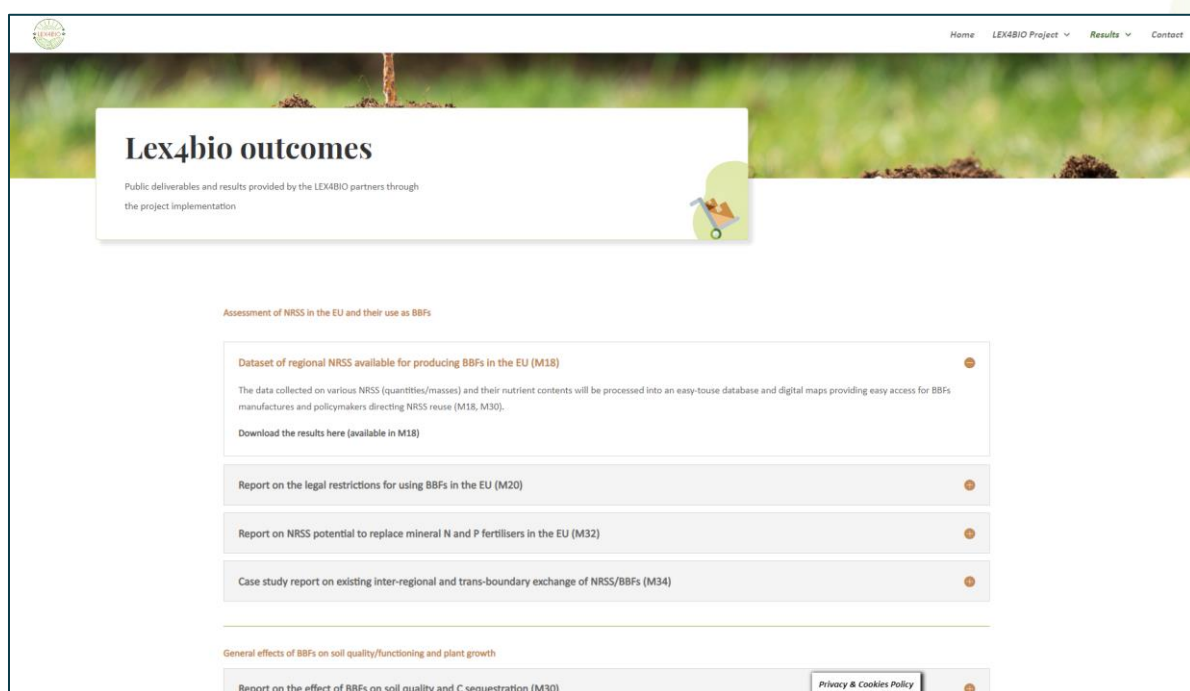 LEX4BIO
Home LEX4BIO Project Results Contact
Lex4bio outcomes
Public deliverables and results provided by the LEX4BIO partners through
the project implementation
Assessment of NRSS in the EU and their use as BBFs
Dataset of regional NRSS available for producing BBFs in the EU (M18)
The data collected on various NRSS (quantities/masses) and their nutrient contents will be processed into an easy-touse database and digital maps providing easy access for BBFs
manufactures and policymakers directing NRSS reuse (M18, M30).
Download the results here (available in M18)
Report on the legal restrictions for using BBFs in the EU (M20)
Report on NRSS potential to replace mineral N and P fertilisers in the EU (M32)
Case study report on existing inter-regional and trans-boundary exchange of NRSS/BBFs (M34)
General effects of BBFs on soil quality/functioning and plant growth
Report on the effect of BBFs on soil quality and C sequestration (M30)
Privacy & Cookies Policy